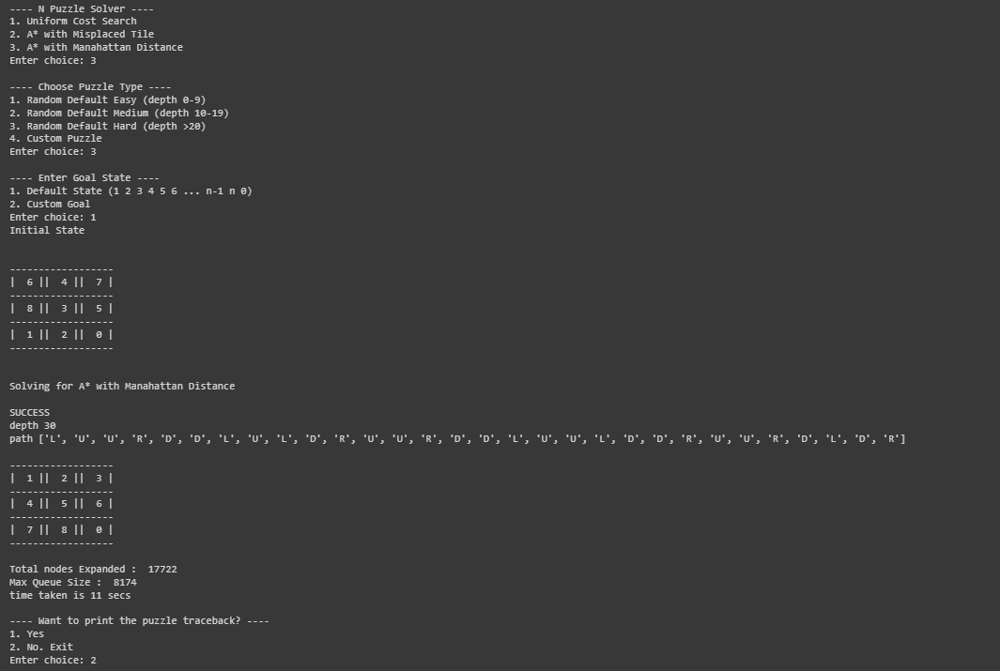 ---- N Puzzle Solver ----
1. Uniform Cost Search
2. A* with Misplaced Tile
3. A* with Manahattan Distance
Enter choice: 3
---- Choose Puzzle Type ----
1. Random Default Easy (depth 0-9)
2. Random Default Medium (depth 10-19)
3. Random Default Hard (depth >20)
4. Custom Puzzle
Enter choice: 3
---- Enter Goal State ----
1. Default State (1 2 3 4 5 6 ... n-1 n 0)
2. Custom Goal
Enter choice: 1
Initial State
------------------
|  6 ||  4 ||  7 |
------------------
|  8 ||  3 ||  5 |
------------------
|  1 ||  2 ||  0 |
------------------
Solving for A* with Manahattan Distance
SUCCESS
depth 30
path ['L', 'U', 'U', 'R', 'D', 'D', 'L', 'U', 'L', 'D', 'R', 'U', 'U', 'R', 'D', 'D', 'L', 'U', 'U', 'L', 'D', 'D', 'R', 'U', 'U', 'R', 'D', 'L', 'D', 'R']
------------------
|  1 ||  2 ||  3 |
------------------
|  4 ||  5 ||  6 |
------------------
|  7 ||  8 ||  0 |
------------------
Total nodes Expanded :  17722
Max Queue Size :  8174
time taken is 11 secs
---- Want to print the puzzle traceback? ----
1. Yes
2. No. Exit
Enter choice: 2